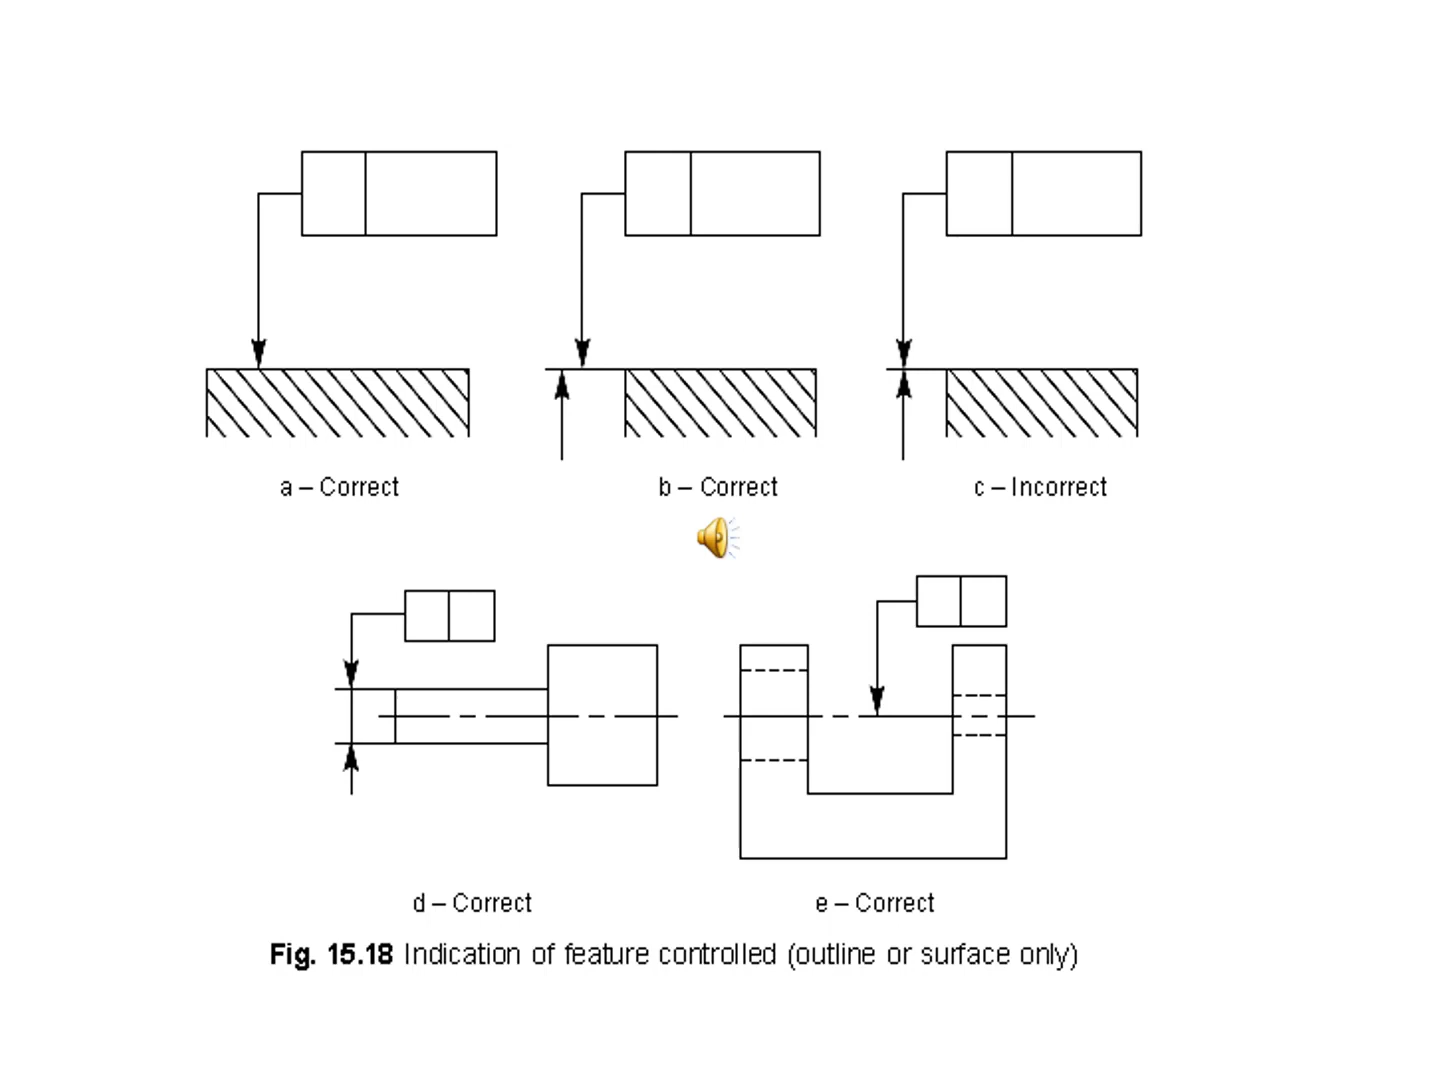 a – Correct
b – Correct
c – Incorrect
d – Correct
e – Correct
Fig. 15.18 Indication of feature controlled (outline or surface only)